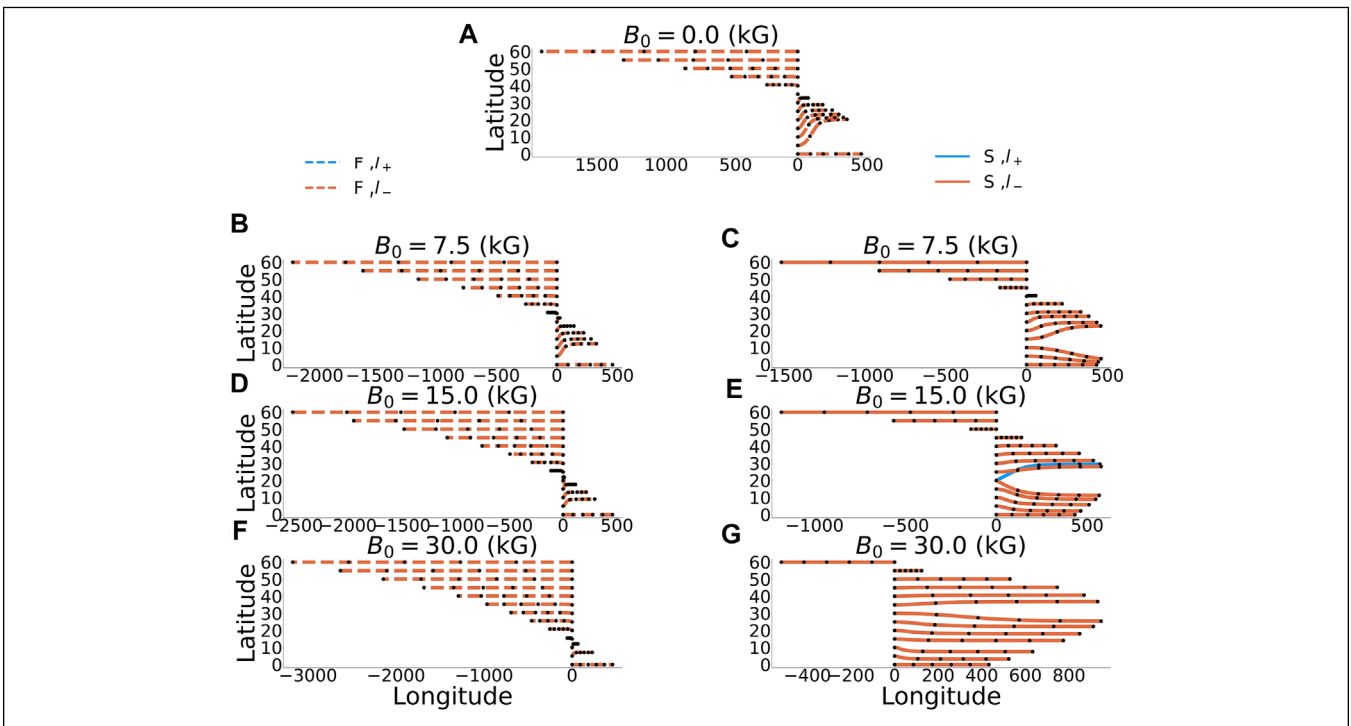 A
B₀ = 0.0 (kG)
Latitude
60
50
40
30
20
10
0
1500 1000 500 0 500
F ,l₊
F ,l₋
S ,l₊
S ,l₋
B
B₀ = 7.5 (kG)
Latitude
60
50
40
30
20
10
0
−2000 −1500 −1000 −500 0 500
C
B₀ = 7.5 (kG)
60
50
40
30
20
10
0
−1500 −1000 −500 0 500
D
B₀ = 15.0 (kG)
Latitude
60
50
40
30
20
10
0
−2500 −2000 −1500 −1000 −500 0 500
E
B₀ = 15.0 (kG)
60
50
40
30
20
10
0
−1000 −500 0 500
F
B₀ = 30.0 (kG)
Latitude
60
50
40
30
20
10
0
−3000 −2000 −1000 0
Longitude
G
B₀ = 30.0 (kG)
60
50
40
30
20
10
0
−400 −200 0 200 400 600 800
Longitude